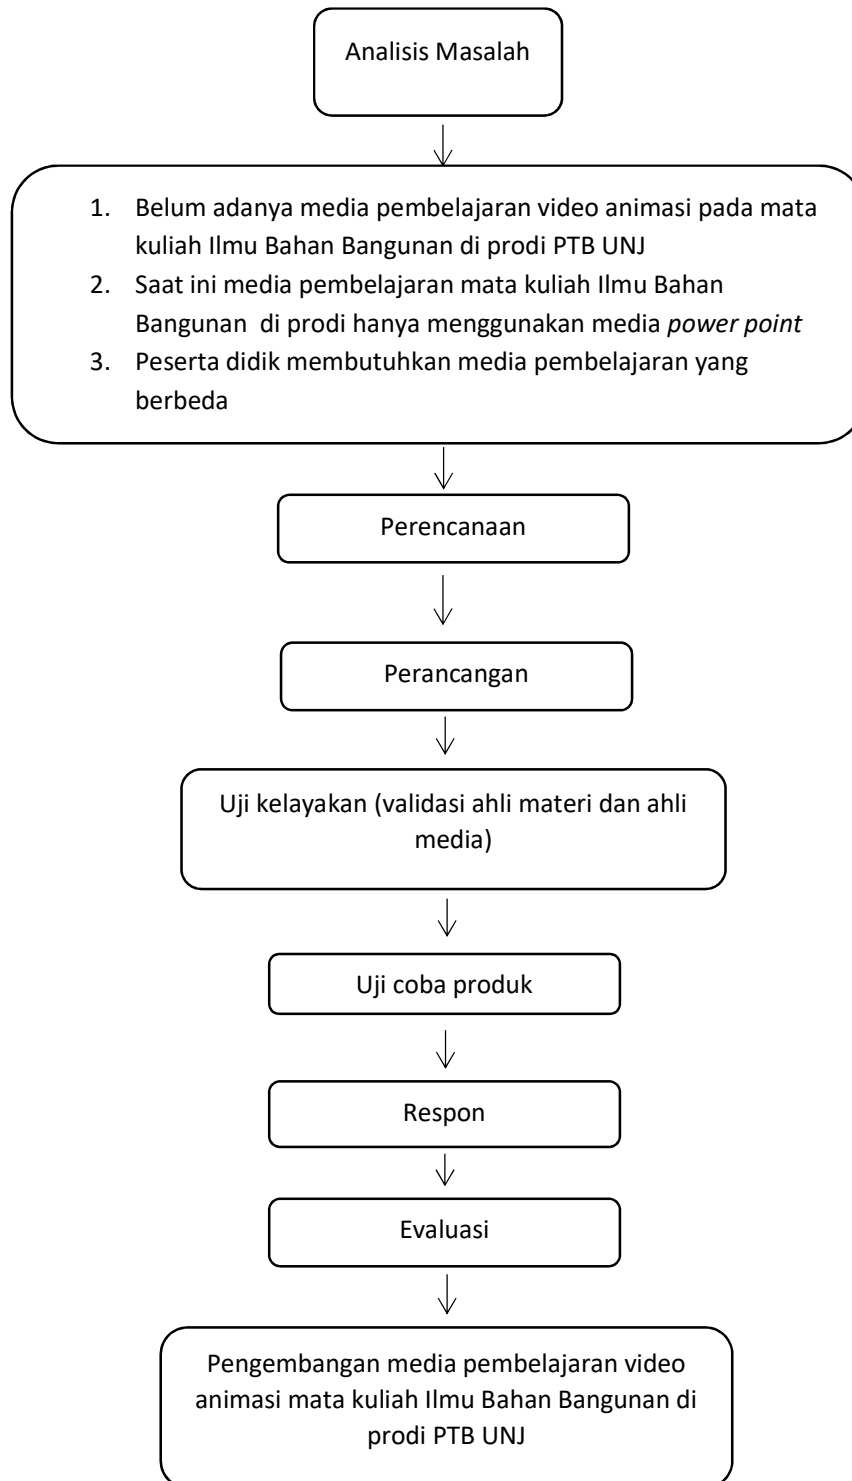 Analisis Masalah
1. Belum adanya media pembelajaran video animasi pada mata
kuliah Ilmu Bahan Bangunan di prodi PTB UNJ
2. Saat ini media pembelajaran mata kuliah Ilmu Bahan
Bangunan di prodi hanya menggunakan media power point
3. Peserta didik membutuhkan media pembelajaran yang
berbeda
Perencanaan
Perancangan
Uji kelayakan (validasi ahli materi dan ahli
media)
Uji coba produk
Respon
Evaluasi
Pengembangan media pembelajaran video
animasi mata kuliah Ilmu Bahan Bangunan di
prodi PTB UNJ